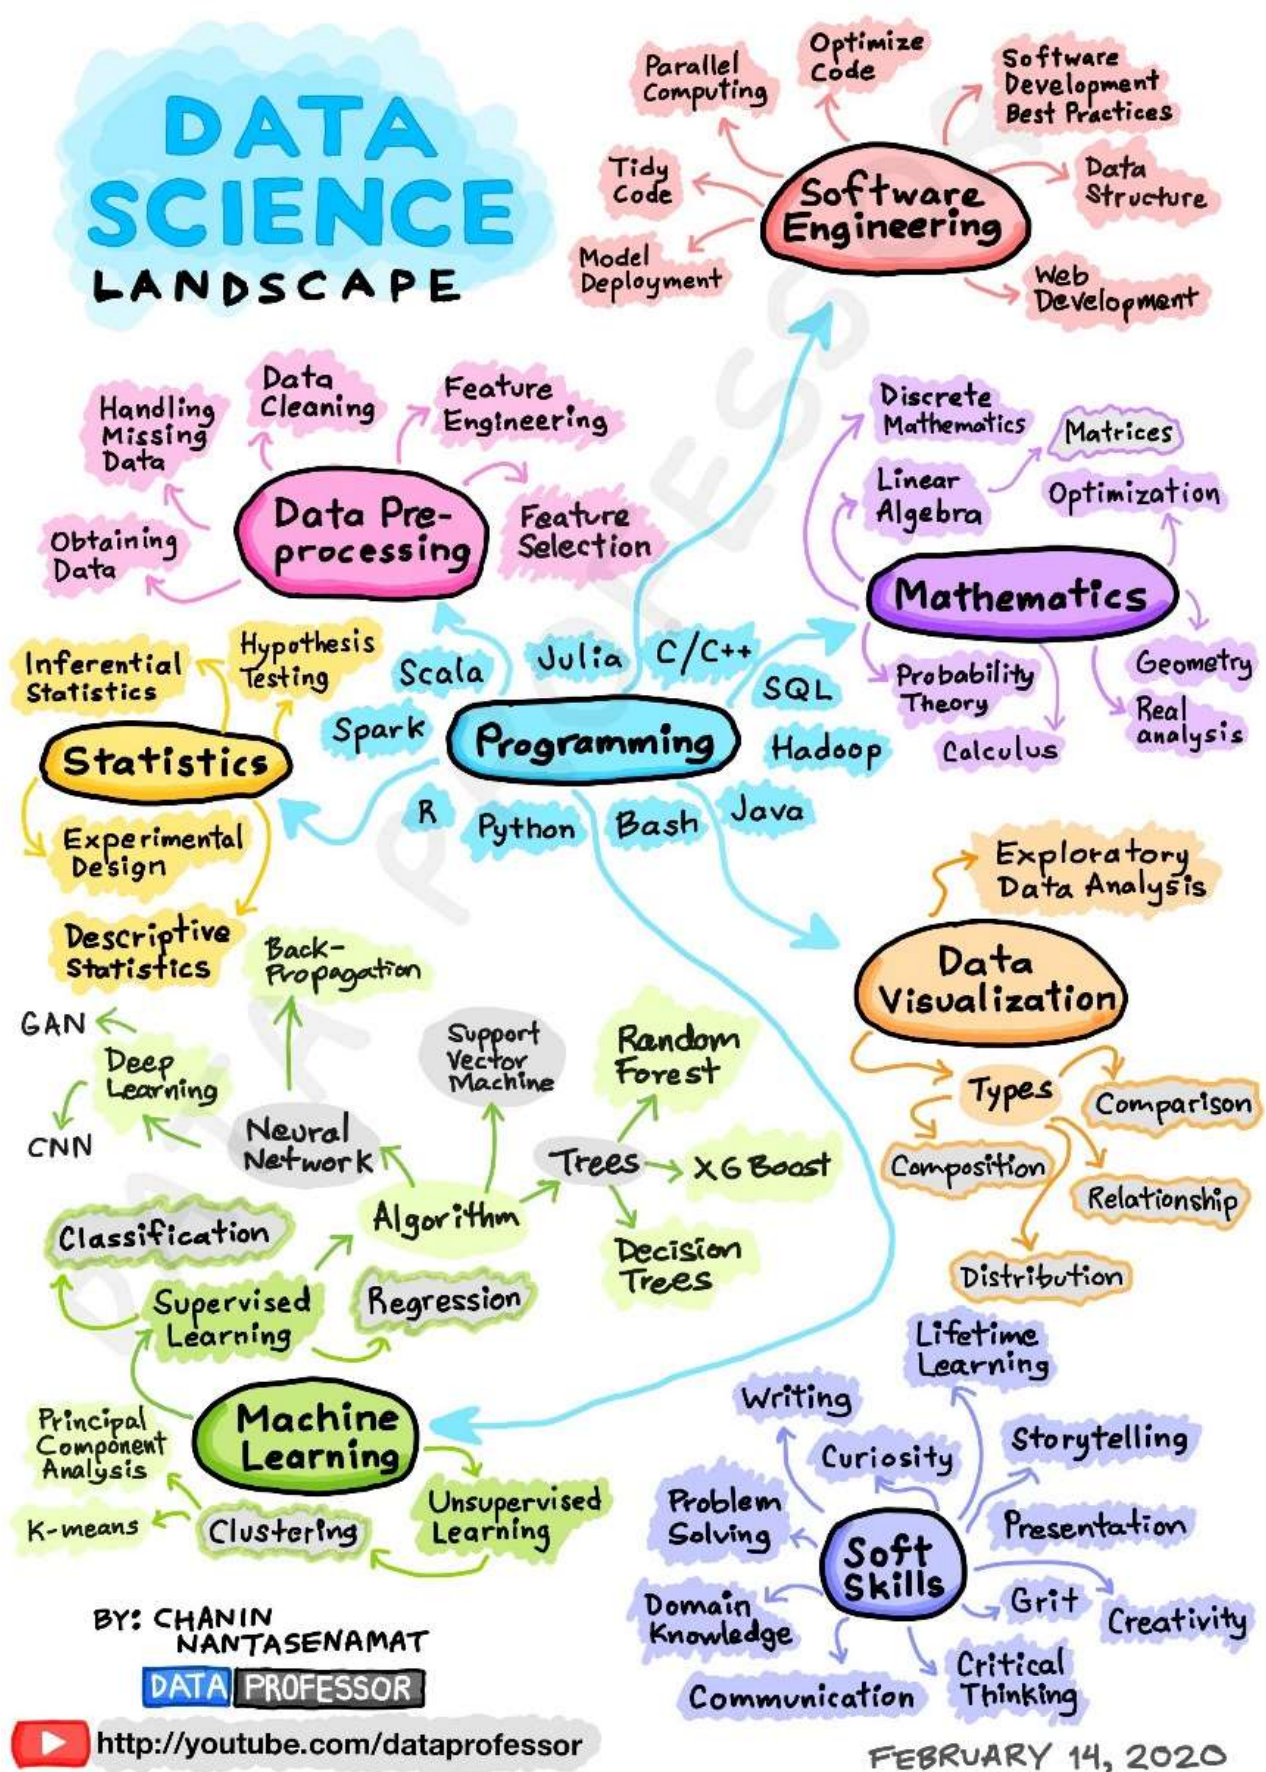 DATA
SCIENCE
LANDSCAPE
Parallel
Computing
Optimize
Code
Software
Development
Best Practices
Tidy
Code
Data
Structure
Software
Engineering
Model
Deployment
Web
Development
Handling
Missing
Data
Data
Cleaning
Feature
Engineering
Obtaining
Data
Data Pre-
processing
Feature
Selection
Discrete
Mathematics
Matrices
Linear
Algebra
Optimization
Mathematics
Probability
Theory
Calculus
Geometry
Real
analysis
Inferential
Statistics
Hypothesis
Testing
Statistics
Experimental
Design
Descriptive
Statistics
Scala
Julia
C/C++
SQL
Spark
Programming
Hadoop
R
Python
Bash
Java
Exploratory
Data Analysis
Data
Visualization
Types
Comparison
Composition
Relationship
Distribution
Back-
Propagation
GAN
Deep
Learning
CNN
Neural
Network
Support
Vector
Machine
Random
Forest
Trees
XG Boost
Decision
Trees
Algorithm
Classification
Supervised
Learning
Regression
Machine
Learning
Principal
Component
Analysis
K-means
Clustering
Unsupervised
Learning
Lifetime
Learning
Writing
Curiosity
Storytelling
Problem
Solving
Presentation
Soft
Skills
Domain
Knowledge
Grit
Creativity
Communication
Critical
Thinking
BY: CHANIN
NANTASENAMAT
DATA PROFESSOR
http://youtube.com/dataprofessor
FEBRUARY 14, 2020
DATA PROFESSOR